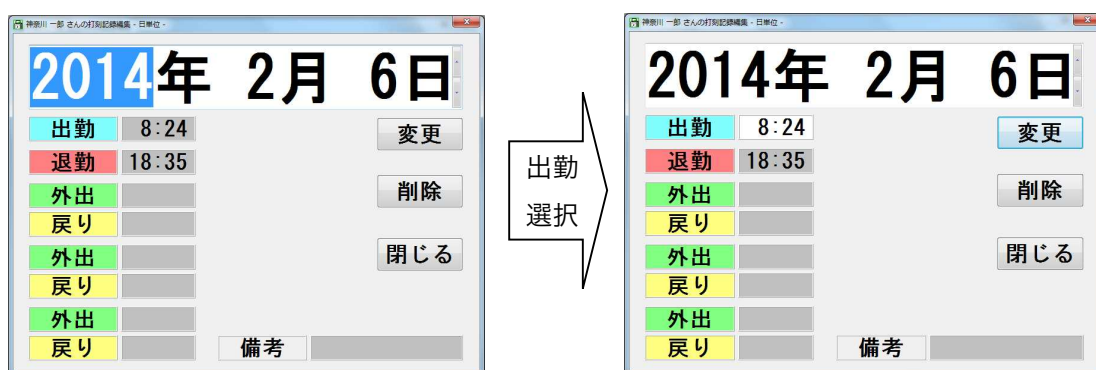 神奈川 一郎 さんの打刻記録編集 - 日単位 -
2014年 2月 6日
出勤 8:24 変更
退勤 18:35
外出 削除
戻り
外出 閉じる
戻り
外出
戻り 備考
出勤
選択
神奈川 一郎 さんの打刻記録編集 - 日単位 -
2014年 2月 6日
出勤 8:24 変更
退勤 18:35
外出 削除
戻り
外出 閉じる
戻り
外出
戻り 備考